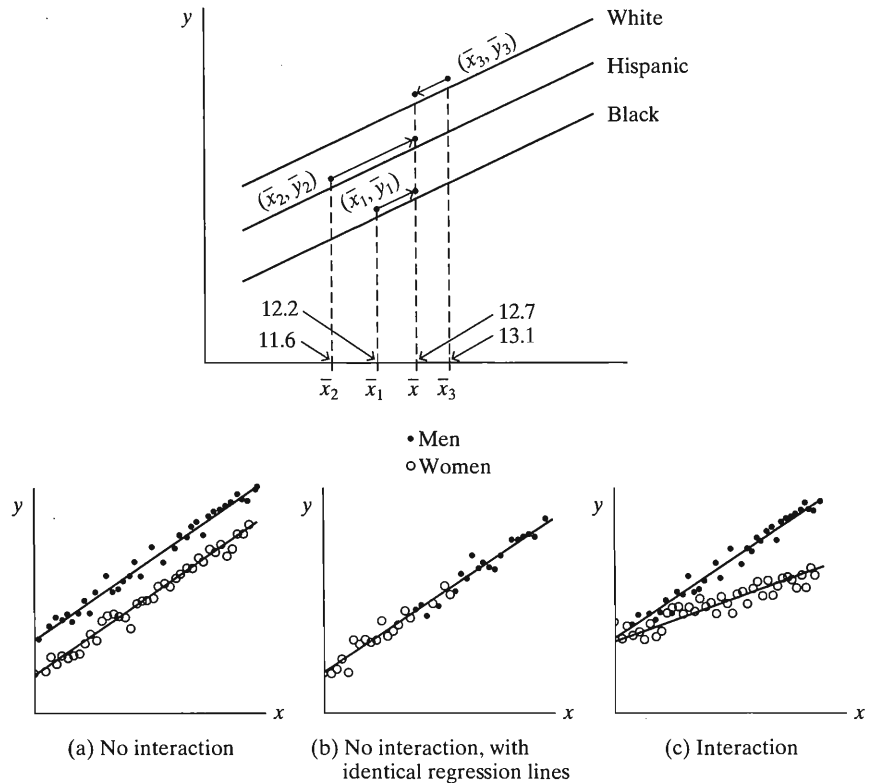 y
White
(x̄₃, ȳ₃)
Hispanic
Black
(x̄₂, ȳ₂)
(x̄₁, ȳ₁)
12.2
12.7
11.6
13.1
x̄₂ x̄₁ x̄ x̄₃
Men
Women
y
y
y
x
x
x
(a) No interaction
(b) No interaction, with
identical regression lines
(c) Interaction